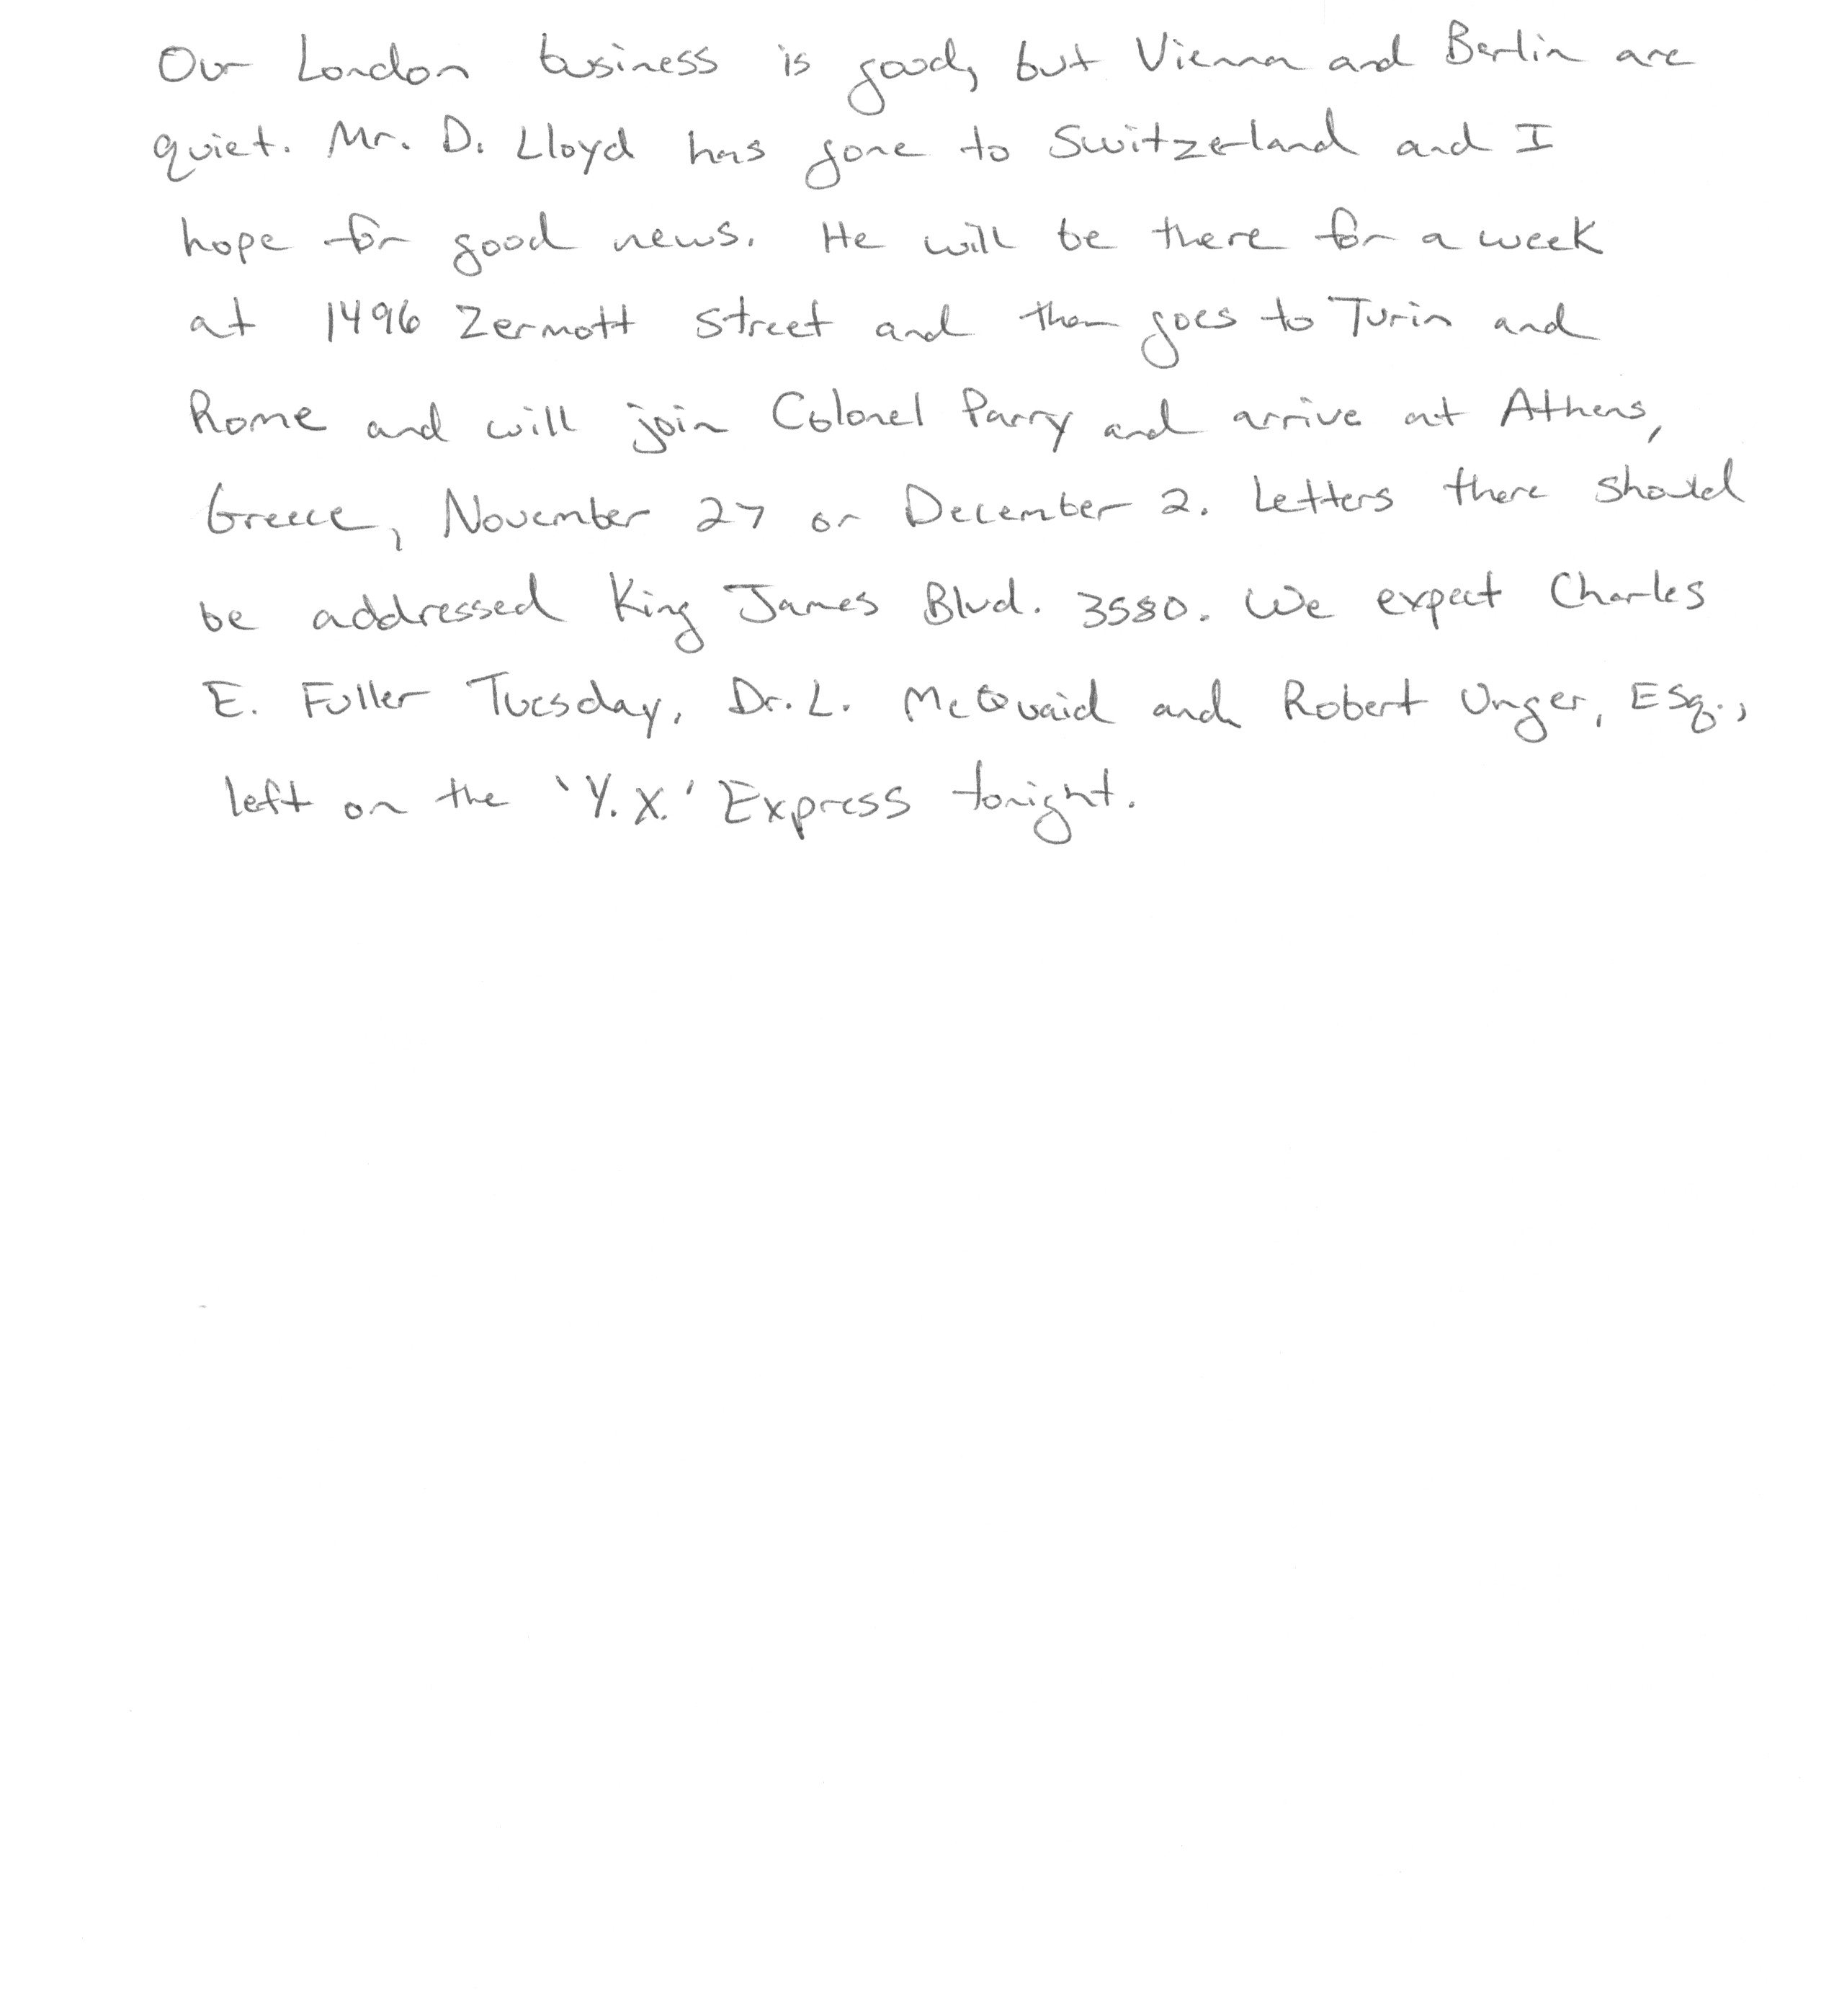 Our London business is good, but Vienna and Berlin are
quiet. Mr. D. Lloyd has gone to Switzerland and I
hope for good news. He will be there for a week
at 1496 Zermott Street and then goes to Turin and
Rome and will join Colonel Parry and arrive at Athens,
Greece, November 27 or December 2. Letters there should
be addressed King James Blvd. 3580. We expect Charles
E. Fuller Tuesday. Dr. L. McQuaid and Robert Unger, Esq.,
left on the 'Y.X.' Express tonight.